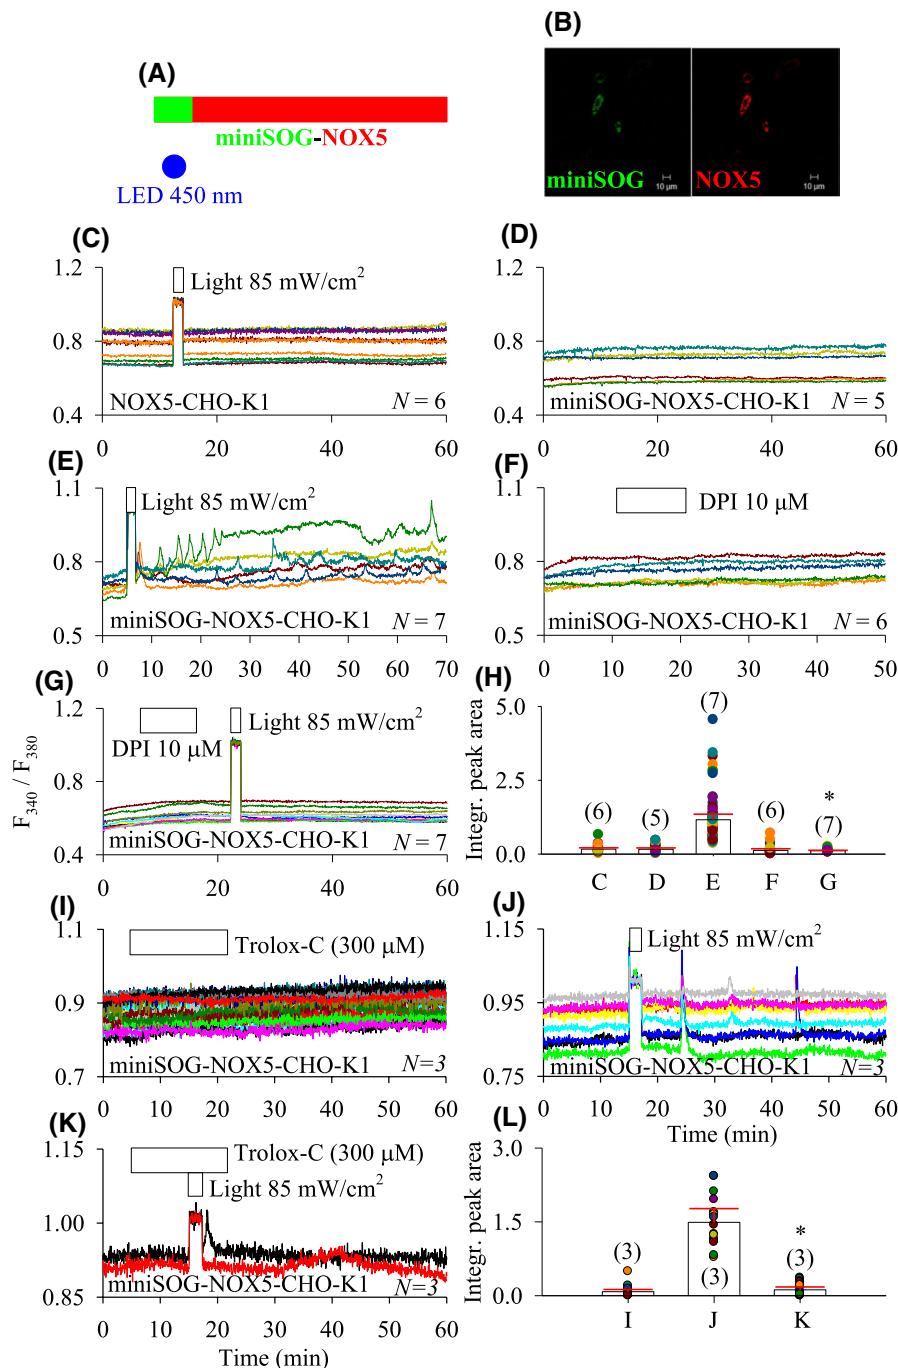 (A)
miniSOG-NOX5
LED 450 nm
(B)
miniSOG
10 µm
NOX5
10 µm
(C)
1.2
0.8
0.4
Light 85 mW/cm²
NOX5-CHO-K1
N = 6
0
20
40
60
(D)
1.2
0.8
0.4
miniSOG-NOX5-CHO-K1
N = 5
0
20
40
60
(E)
1.1
0.8
0.5
Light 85 mW/cm²
miniSOG-NOX5-CHO-K1
N = 7
0
10
20
30
40
50
60
70
(F)
1.1
0.8
0.5
DPI 10 µM
miniSOG-NOX5-CHO-K1
N = 6
0
10
20
30
40
50
(G)
F340 / F380
1.2
0.8
0.4
DPI 10 µM
Light 85 mW/cm²
miniSOG-NOX5-CHO-K1
N = 7
0
10
20
30
40
50
60
(H)
Integr. peak area
5.0
2.5
0.0
(6)
(5)
(7)
(6)
*
(7)
C
D
E
F
G
(I)
1.1
0.9
0.7
Trolox-C (300 µM)
miniSOG-NOX5-CHO-K1
N=3
0
10
20
30
40
50
60
(J)
1.15
0.95
0.75
Light 85 mW/cm²
miniSOG-NOX5-CHO-K1
N=3
0
10
20
30
40
50
60
Time (min)
(K)
1.15
1.00
0.85
Trolox-C (300 µM)
Light 85 mW/cm²
miniSOG-NOX5-CHO-K1
N=3
0
10
20
30
40
50
60
Time (min)
(L)
Integr. peak area
3.0
1.5
0.0
(3)
(3)
*
(3)
I
J
K